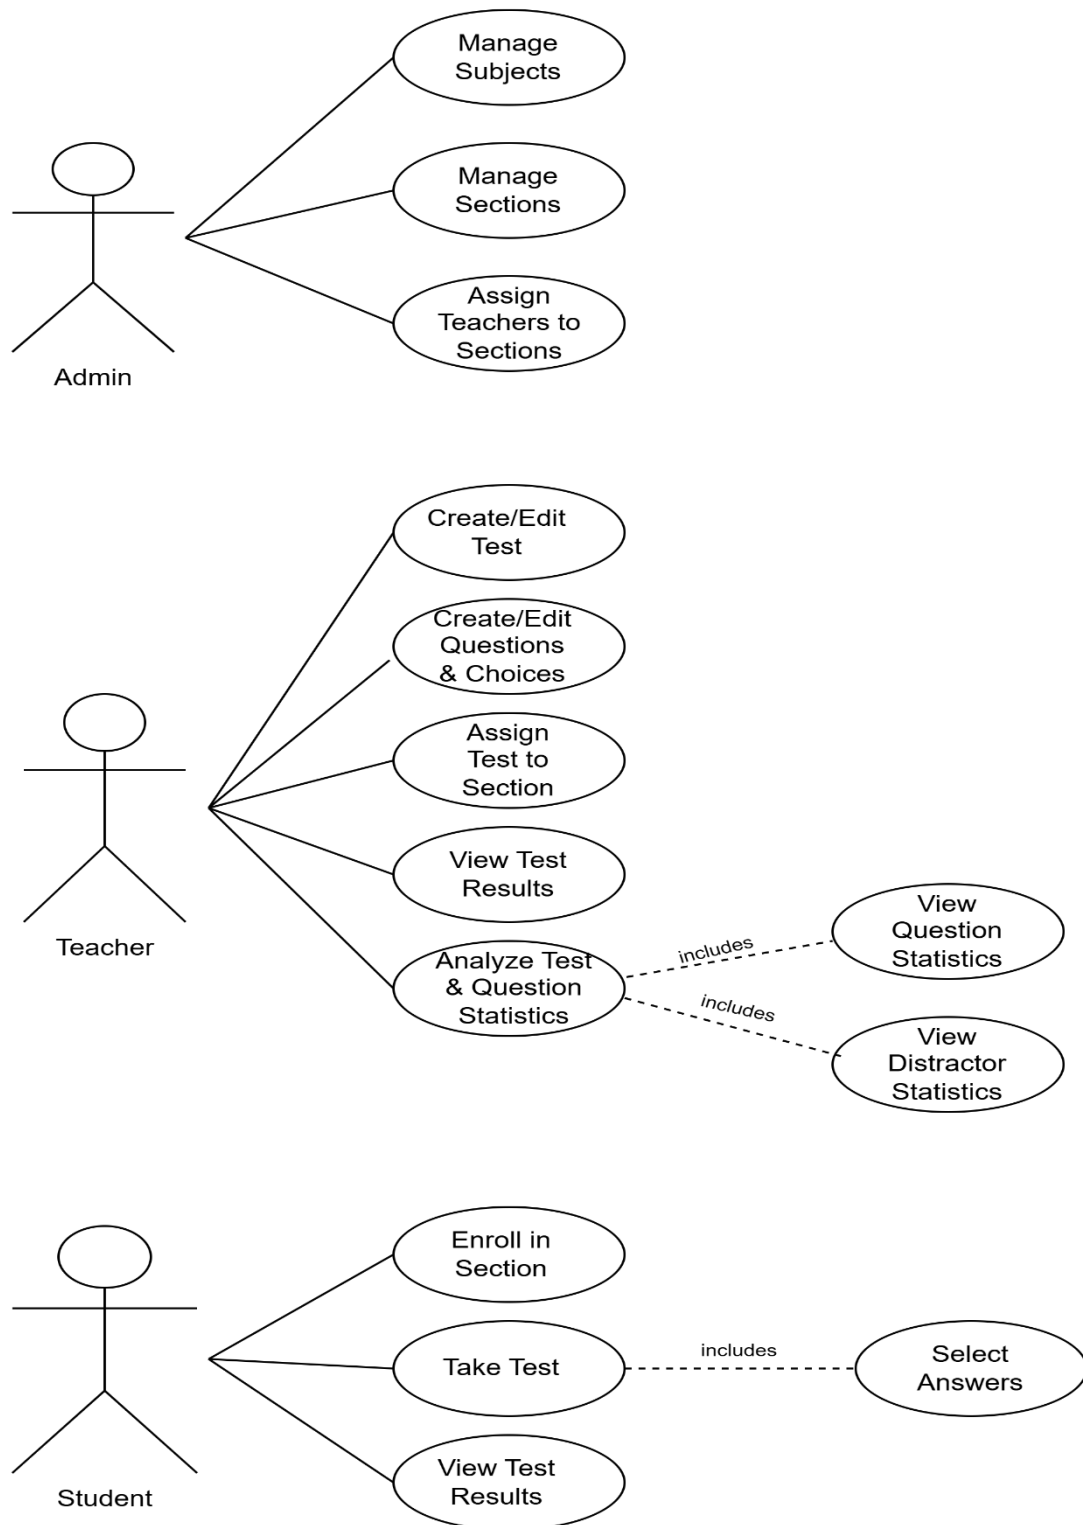 Manage
Subjects
Manage
Sections
Assign
Teachers to
Sections
Admin
Create/Edit
Test
Create/Edit
Questions
& Choices
Assign
Test to
Section
View Test
Results
Analyze Test
& Question
Statistics
includes
includes
View
Question
Statistics
View
Distractor
Statistics
Teacher
Enroll in
Section
Take Test
includes
Select
Answers
View Test
Results
Student